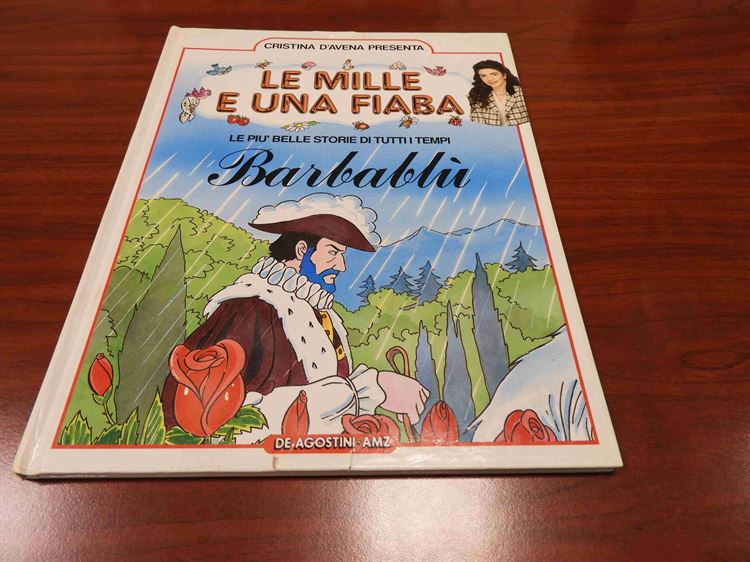 CRISTINA D'AVENA PRESENTA
LE MILLE
E UNA FIABA
LE PIU' BELLE STORIE DI TUTTI I TEMPI
Barbablù
DE AGOSTINI · AMZ